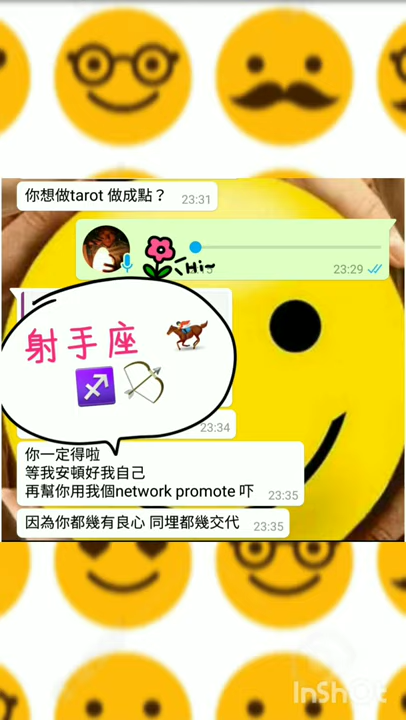 你想做tarot 做成點？ 23:31
Hi~
23:29
射手座
23:34
你一定得啦
等我安頓好我自己
再幫你用我個network promote 吓 23:35
因為你都幾有良心 同埋都幾交代 23:35
InShOt